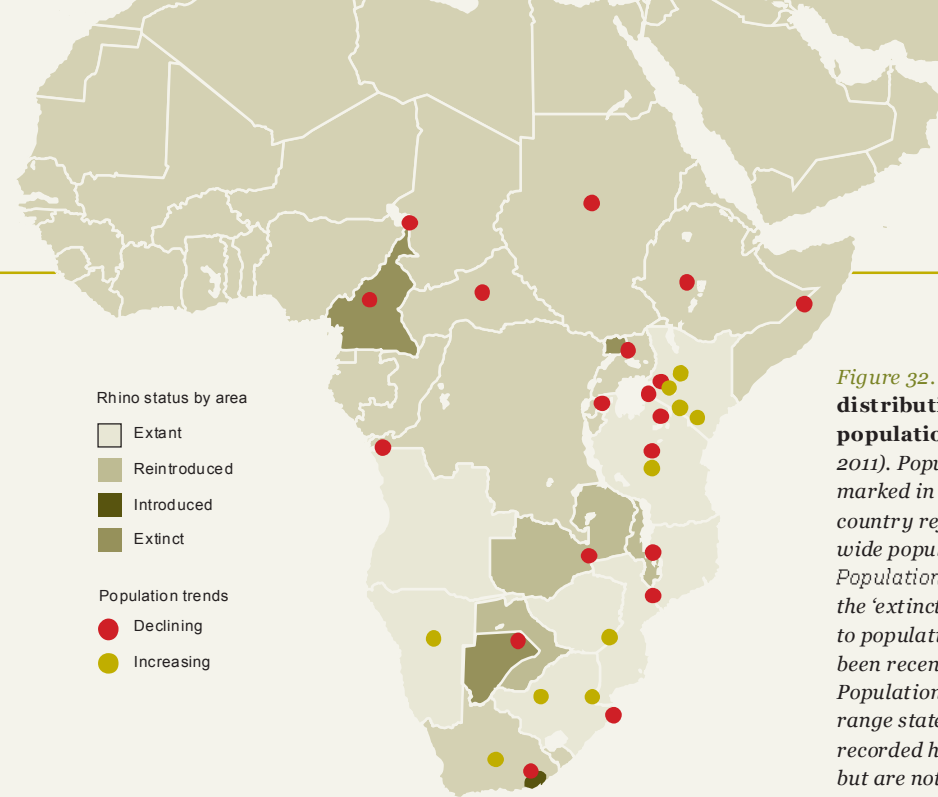 Rhino status by area
Extant
Reintroduced
Introduced
Extinct
Population trends
Declining
Increasing
Figure 32.
distributi
populatio
2011). Popu
marked in
country re
wide popul
Population
the ‘extinct
to populati
been recen
Population
range state
recorded h
but are not